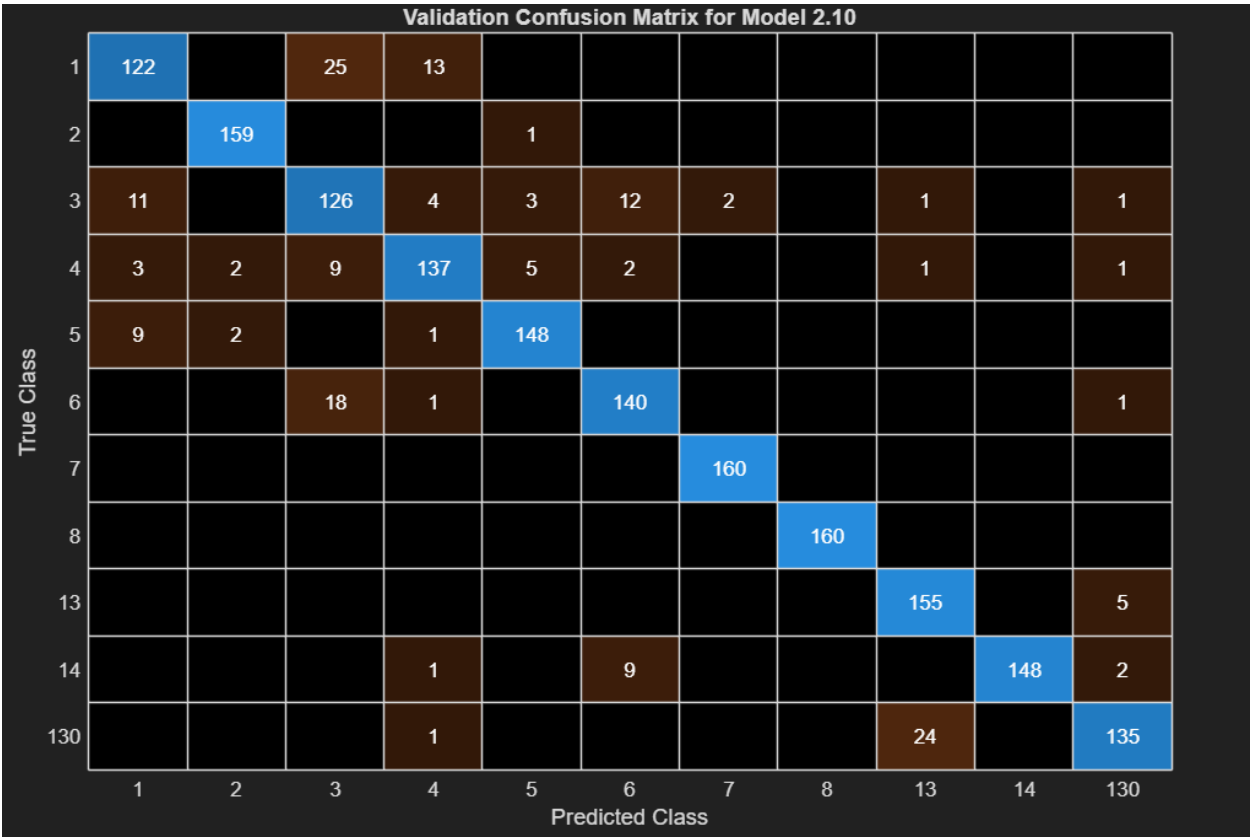 Validation Confusion Matrix for Model 2.10
1 122 25 13
2 159 1
3 11 126 4 3 12 2 1 1
4 3 2 9 137 5 2 1 1
5 9 2 1 148
6 18 1 140 1
7 160
8 160
13 155 5
14 1 9 148 2
130 1 24 135
1 2 3 4 5 6 7 8 13 14 130
Predicted Class
True Class